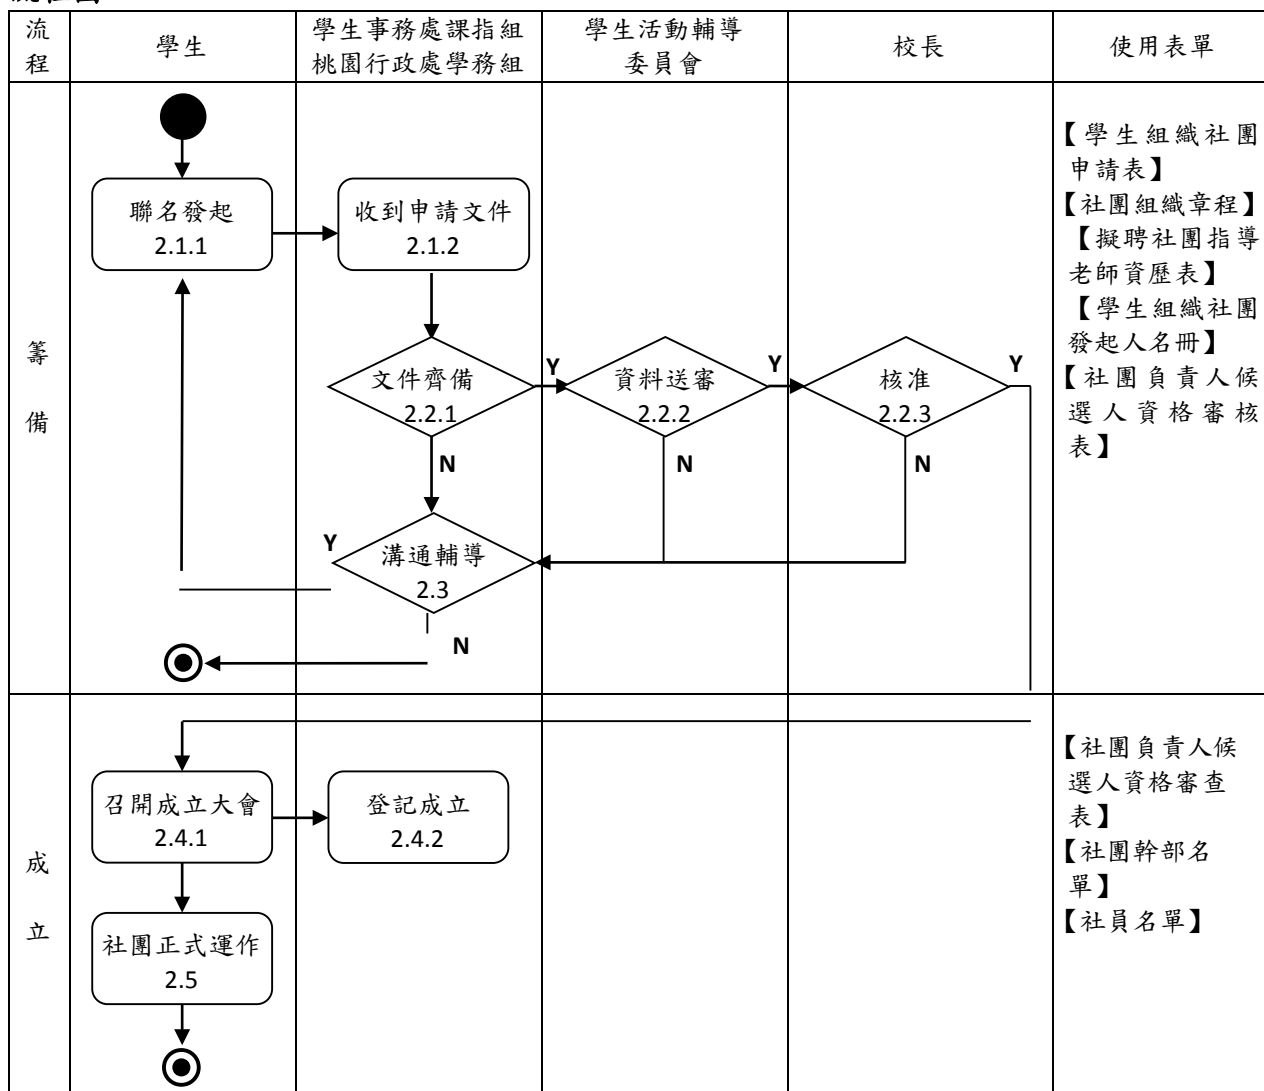 流程圖
流程
學生
學生事務處課指組
桃園行政處學務組
學生活動輔導
委員會
校長
使用表單
籌備
聯名發起
2.1.1
收到申請文件
2.1.2
文件齊備
2.2.1
Y
N
資料送審
2.2.2
Y
N
核准
2.2.3
Y
N
溝通輔導
2.3
Y
N
【學生組織社團
申請表】
【社團組織章程】
【擬聘社團指導
老師資歷表】
【學生組織社團
發起人名冊】
【社團負責人候
選人資格審核
表】
成立
召開成立大會
2.4.1
登記成立
2.4.2
社團正式運作
2.5
【社團負責人候
選人資格審查
表】
【社團幹部名
單】
【社員名單】